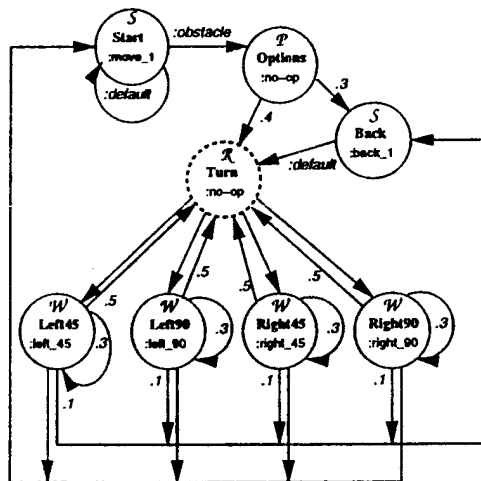 S
Start
:move_1
:obstacle
:default
P
Options
:no-op
.3
.4
S
Back
:back_1
:default
R
Turn
:no-op
.5
.5
.5
.5
W
Left45
:left_45
.3
W
Left90
:left_90
.3
W
Right45
:right_45
.3
W
Right90
:right_90
.3
.1
.1
.1
.1